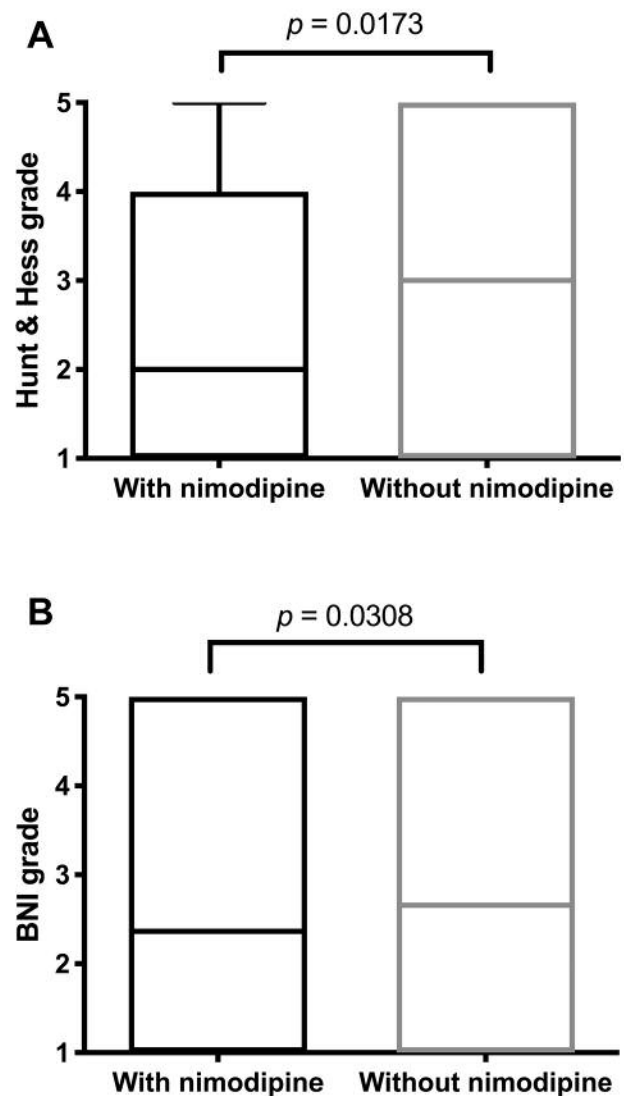 A
p = 0.0173
Hunt & Hess grade
5
4
3
2
1
With nimodipine Without nimodipine
B
p = 0.0308
BNI grade
5
4
3
2
1
With nimodipine Without nimodipine